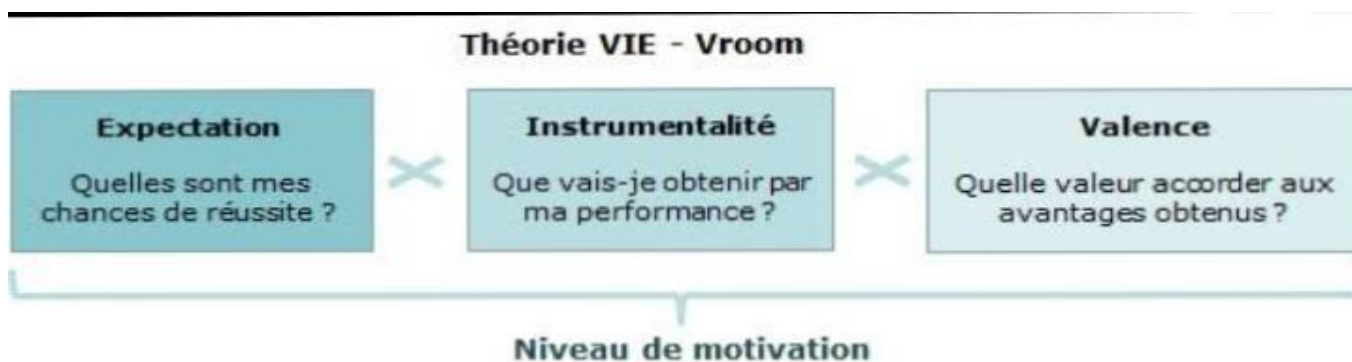 Théorie VIE - Vroom
Expectation
Quelles sont mes
chances de réussite ?
×
Instrumentalité
Que vais-je obtenir par
ma performance ?
×
Valence
Quelle valeur accorder aux
avantages obtenus ?
Niveau de motivation